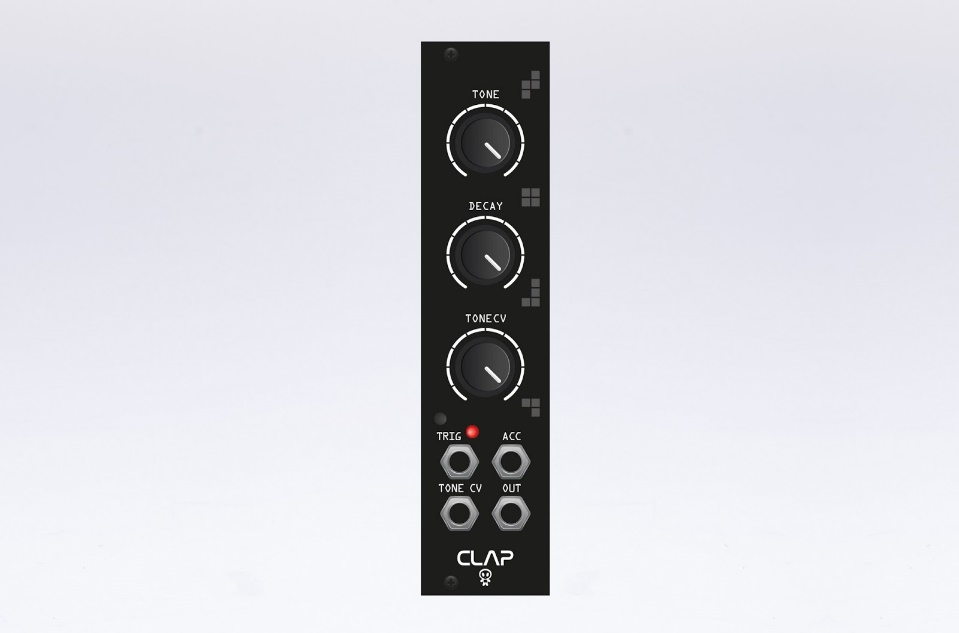 TONE
DECAY
TONECV
TRIG ACC
TONE CV OUT
CLAP